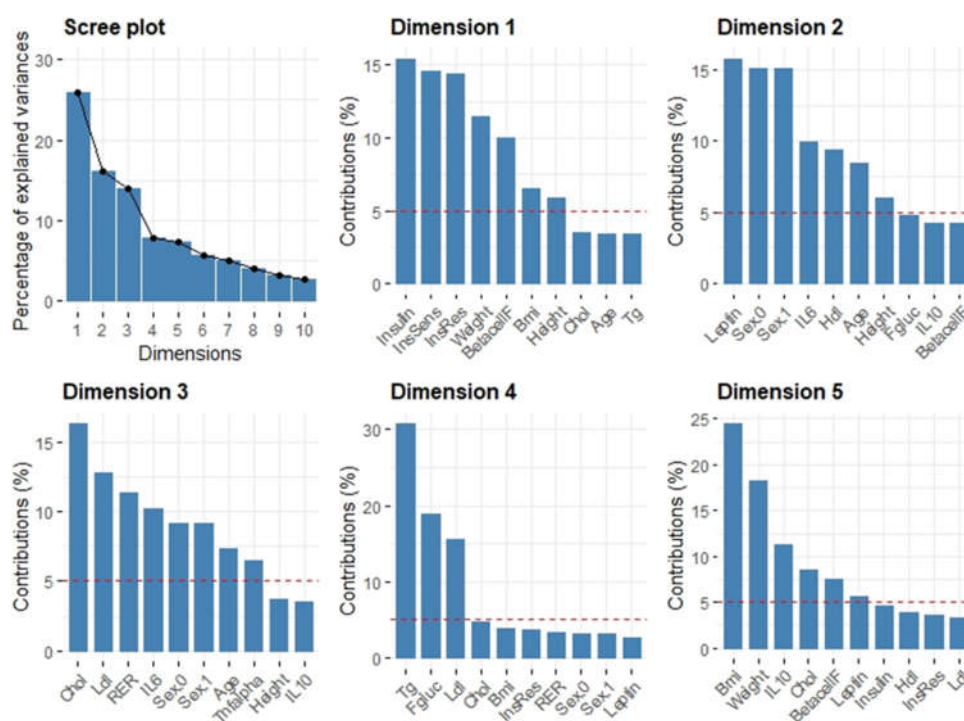 Scree plot
Percentage of explained variances
30
20
10
0
1 2 3 4 5 6 7 8 9 10
Dimensions
Dimension 1
Contributions (%)
15
10
5
0
Insulin InsSens InsRes Weight BetacellF Bmi Height Chol Age Tg
Dimension 2
Contributions (%)
15
10
5
0
Leptin Sex.0 Sex.1 IL6 Hdl Age Height Fgluc IL10 BetacellF
Dimension 3
Contributions (%)
15
10
5
0
Chol Ldl RER IL6 Sex.0 Sex.1 Age Tnfalpha Height IL10
Dimension 4
Contributions (%)
30
20
10
0
Tg Fgluc Ldl Chol Bmi InsRes RER Sex.0 Sex.1 Leptin
Dimension 5
Contributions (%)
25
20
15
10
5
0
Bmi Weight IL10 Chol BetacellF Leptin Insulin Hdl InsRes Ldl